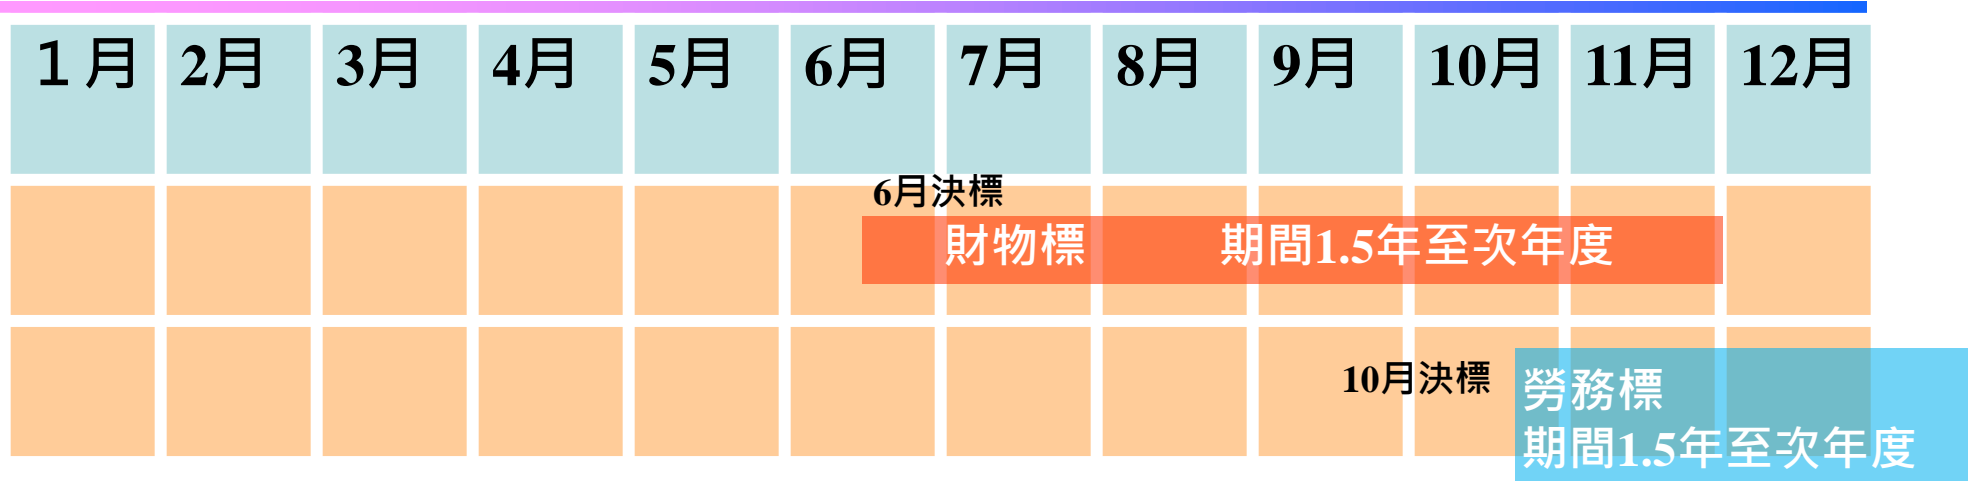 １月 2月 3月 4月 5月 6月 7月 8月 9月 10月 11月 12月
6月決標
財物標 期間1.5年至次年度
10月決標
勞務標
期間1.5年至次年度